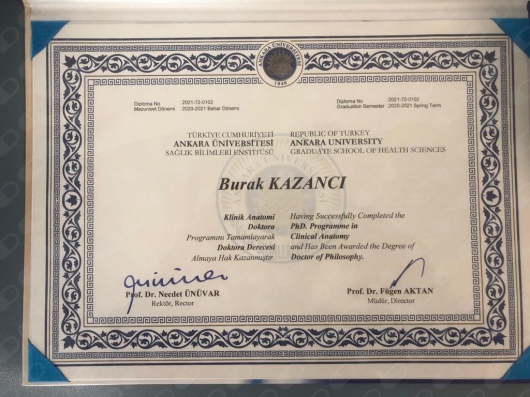 ANKARA ÜNİVERSİTESİ
1946
Diploma No :2021-72-0102
Mezuniyet Dönemi :2020-2021 Bahar Dönemi
Diploma No :2021-72-0102
Graduation Semester :2020-2021 Spring Term
TÜRKİYE CUMHURİYETİ
ANKARA ÜNİVERSİTESİ
SAĞLIK BİLİMLERİ ENSTİTÜSÜ
REPUBLIC OF TURKEY
ANKARA UNIVERSITY
GRADUATE SCHOOL OF HEALTH SCIENCES
Burak KAZANCI
Klinik Anatomi
Doktora
Programını Tamamlayarak
Doktora Derecesi
Almaya Hak Kazanmıştır.
Having Successfully Completed the
PhD. Programme in
Clinical Anatomy
and Has Been Awarded the Degree of
Doctor of Philosophy.
Prof. Dr. Necdet ÜNÜVAR
Rektör, Rector
Prof. Dr. Fügen AKTAN
Müdür, Director